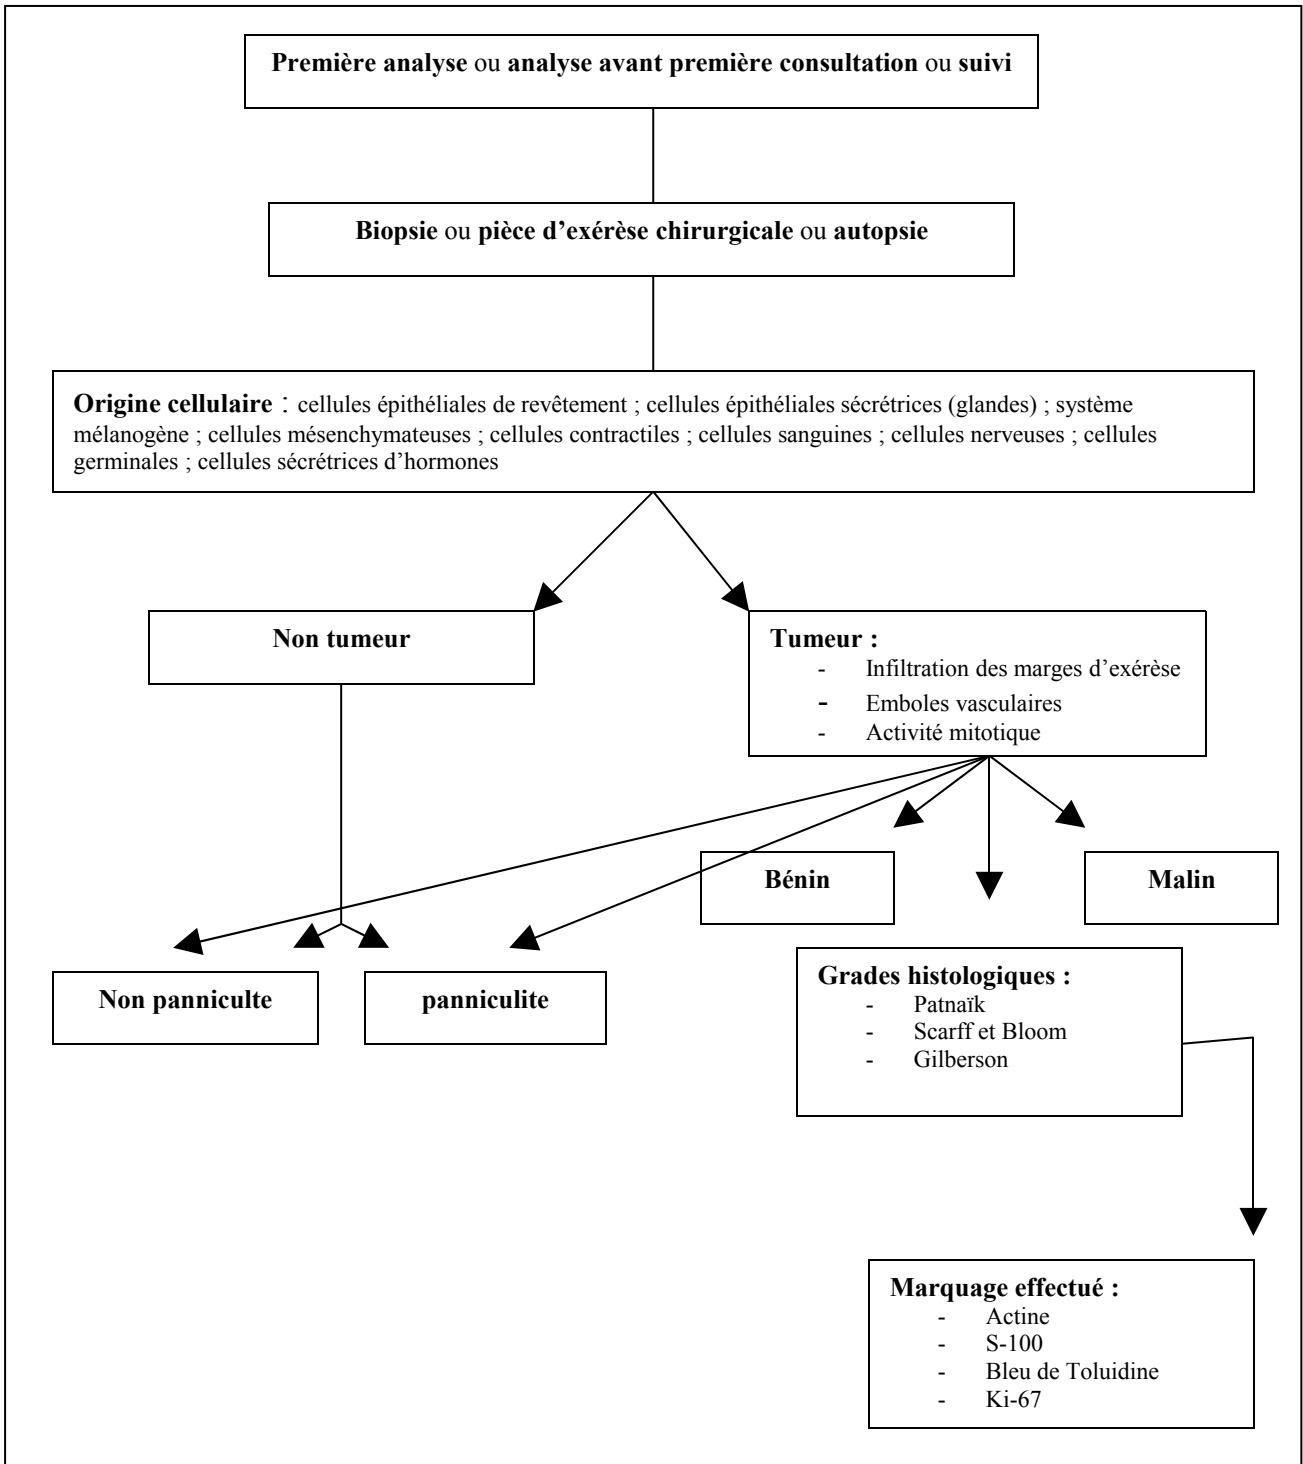 Première analyse ou analyse avant première consultation ou suivi
Biopsie ou pièce d’exérèse chirurgicale ou autopsie
Origine cellulaire : cellules épithéliales de revêtement ; cellules épithéliales sécrétrices (glandes) ; système
mélanogène ; cellules mésenchymateuses ; cellules contractiles ; cellules sanguines ; cellules nerveuses ; cellules
germinales ; cellules sécrétrices d’hormones
Non tumeur
Tumeur :
- Infiltration des marges d’exérèse
- Emboles vasculaires
- Activité mitotique
Bénin
Malin
Non panniculte
panniculite
Grades histologiques :
- Patnaïk
- Scarff et Bloom
- Gilberson
Marquage effectué :
- Actine
- S-100
- Bleu de Toluidine
- Ki-67